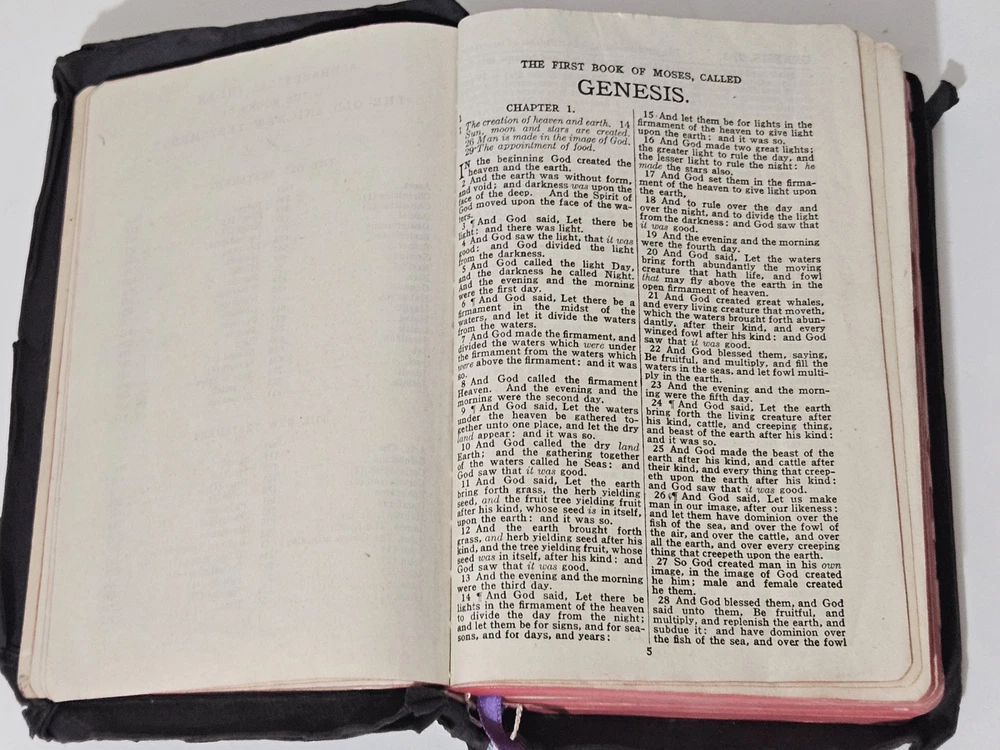 THE FIRST BOOK OF MOSES, CALLED
GENESIS.
CHAPTER 1.
1 The creation of heaven and earth. 14
Sun, moon and stars are created.
26 Man is made in the image of God.
29 The appointment of food.
IN the beginning God created the
heaven and the earth.
2 And the earth was without form,
and void; and darkness was upon the
face of the deep. And the Spirit of
God moved upon the face of the wa-
ters.
3 ¶ And God said, Let there be
light: and there was light.
4 And God saw the light, that it was
good: and God divided the light
from the darkness.
5 And God called the light Day,
and the darkness he called Night.
And the evening and the morning
were the first day.
6 ¶ And God said, Let there be a
firmament in the midst of the
waters, and let it divide the waters
from the waters.
7 And God made the firmament, and
divided the waters which were under
the firmament from the waters which
were above the firmament: and it was
so.
8 And God called the firmament
Heaven. And the evening and the
morning were the second day.
9 ¶ And God said, Let the waters
under the heaven be gathered to-
gether unto one place, and let the dry
land appear: and it was so.
10 And God called the dry land
Earth; and the gathering together
of the waters called he Seas: and
God saw that it was good.
11 And God said, Let the earth
bring forth grass, the herb yielding
seed, and the fruit tree yielding fruit
after his kind, whose seed is in itself,
upon the earth: and it was so.
12 And the earth brought forth
grass, and herb yielding seed after his
kind, and the tree yielding fruit, whose
seed was in itself, after his kind: and
God saw that it was good.
13 And the evening and the morning
were the third day.
14 ¶ And God said, Let there be
lights in the firmament of the heaven
to divide the day from the night;
and let them be for signs, and for sea-
sons, and for days, and years:
15 And let them be for lights in the
firmament of the heaven to give light
upon the earth: and it was so.
16 And God made two great lights;
the greater light to rule the day, and
the lesser light to rule the night: he
made the stars also.
17 And God set them in the firma-
ment of the heaven to give light upon
the earth.
18 And to rule over the day and
over the night, and to divide the light
from the darkness: and God saw that
it was good.
19 And the evening and the morning
were the fourth day.
20 And God said, Let the waters
bring forth abundantly the moving
creature that hath life, and fowl
that may fly above the earth in the
open firmament of heaven.
21 And God created great whales,
and every living creature that moveth,
which the waters brought forth abun-
dantly, after their kind, and every
winged fowl after his kind: and God
saw that it was good.
22 And God blessed them, saying,
Be fruitful, and multiply, and fill the
waters in the seas, and let fowl multi-
ply in the earth.
23 And the evening and the morn-
ing were the fifth day.
24 ¶ And God said, Let the earth
bring forth the living creature after
his kind, cattle, and creeping thing,
and beast of the earth after his kind:
and it was so.
25 And God made the beast of the
earth after his kind, and cattle after
their kind, and every thing that creep-
eth upon the earth after his kind:
and God saw that it was good.
26 ¶ And God said, Let us make
man in our image, after our likeness:
and let them have dominion over the
fish of the sea, and over the fowl of
the air, and over the cattle, and over
all the earth, and over every creeping
thing that creepeth upon the earth.
27 So God created man in his own
image, in the image of God created
he him; male and female created
he them.
28 And God blessed them, and God
said unto them, Be fruitful, and
multiply, and replenish the earth, and
subdue it: and have dominion over
the fish of the sea, and over the fowl
5